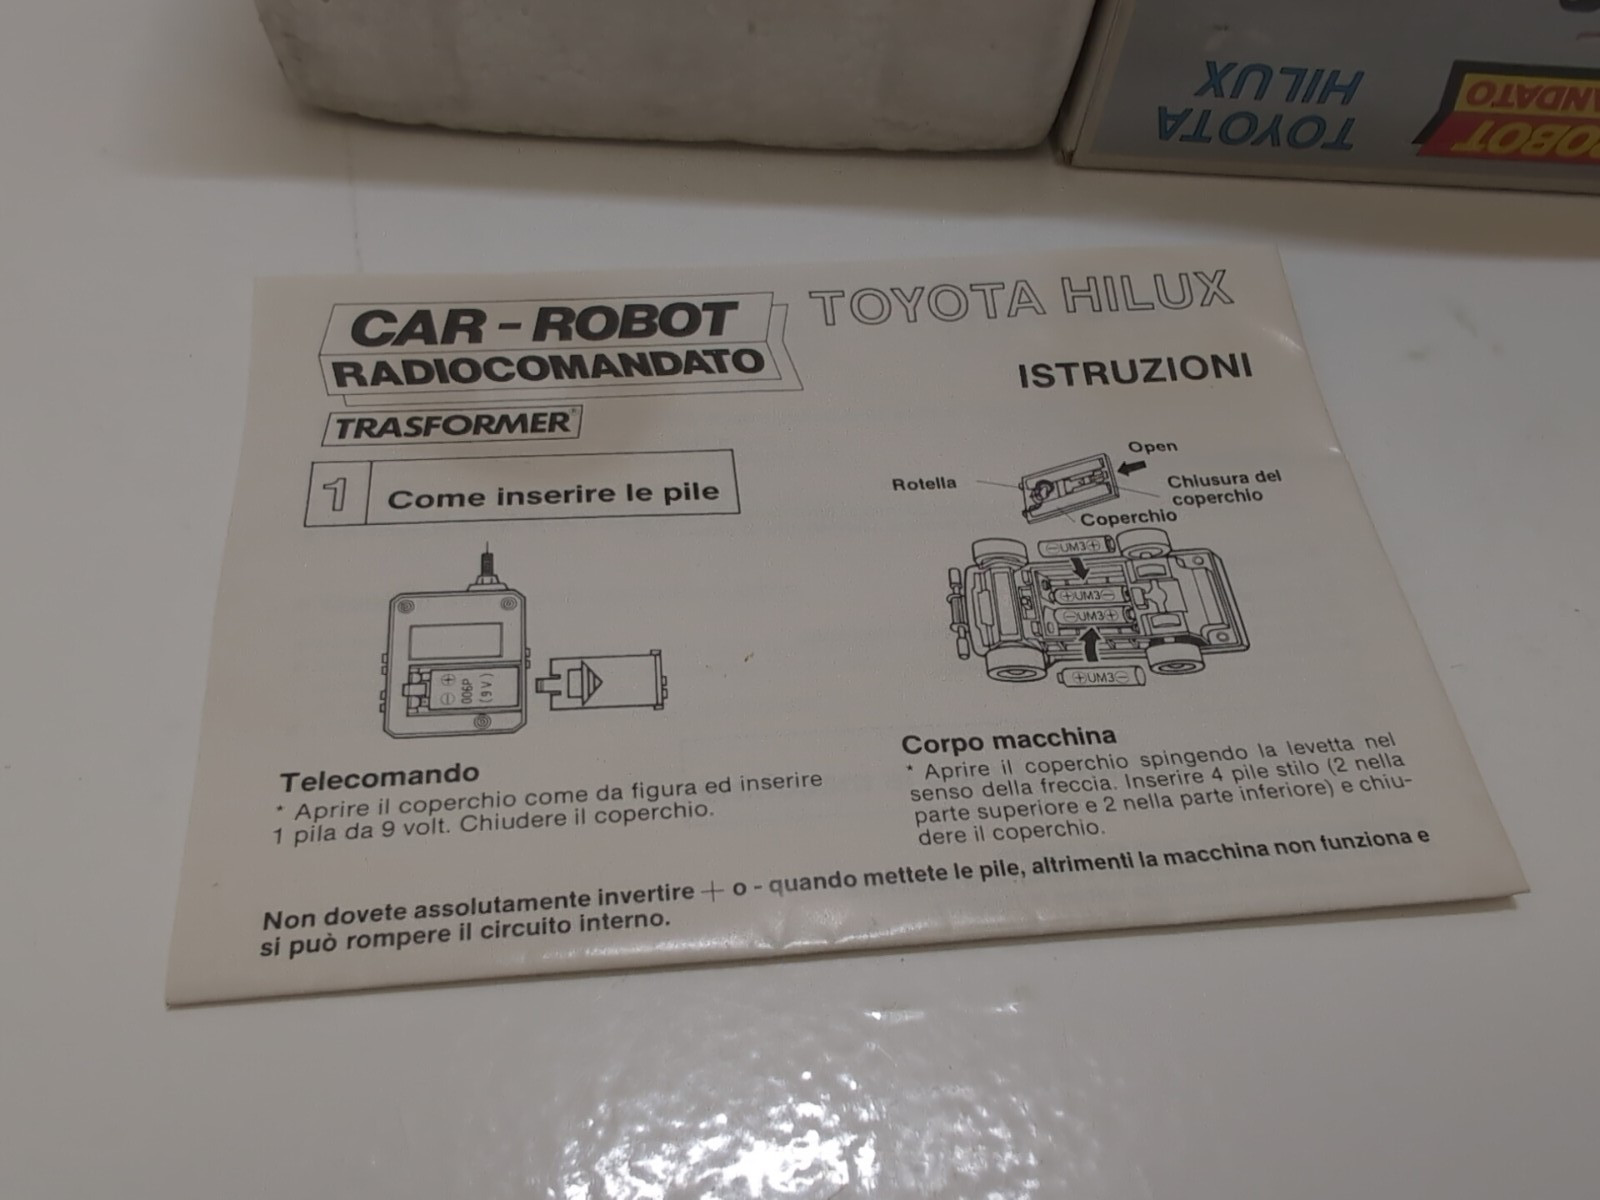 TOYOTA
HILUX
ROBOT
CAR - ROBOT
RADIOCOMANDATO
TRASFORMER®
TOYOTA HILUX
ISTRUZIONI
1 Come inserire le pile
Open
Rotella
Chiusura del
coperchio
Coperchio
-UM3+
+UM3-
-UM3+
+UM3-
+
-
006P
(9V)
Telecomando
* Aprire il coperchio come da figura ed inserire
1 pila da 9 volt. Chiudere il coperchio.
Corpo macchina
* Aprire il coperchio spingendo la levetta nel
senso della freccia. Inserire 4 pile stilo (2 nella
parte superiore e 2 nella parte inferiore) e chiu-
dere il coperchio.
Non dovete assolutamente invertire + o - quando mettete le pile, altrimenti la macchina non funziona e
si può rompere il circuito interno.